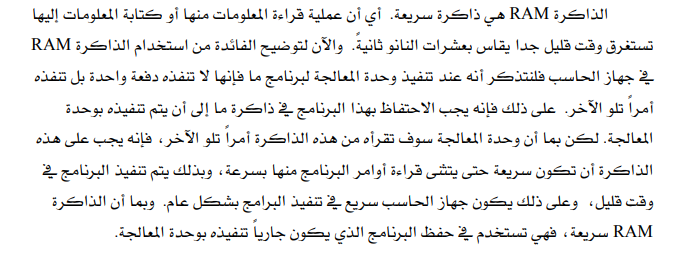 الذاكرة RAM هي ذاكرة سريعة. أي أن عملية قراءة المعلومات منها أو كتابة المعلومات إليها
تستغرق وقت قليل جدا يقاس بعشرات النانو ثانيةً. والآن لتوضيح الفائدة من استخدام الذاكرة RAM
في جهاز الحاسب فلنتذكر أنه عند تنفيذ وحدة المعالجة لبرنامج ما فإنها لا تنفذه دفعة واحدة بل تنفذه
أمراً تلو الآخر. على ذلك فإنه يجب الاحتفاظ بهذا البرنامج في ذاكرة ما إلى أن يتم تنفيذه بوحدة
المعالجة. لكن بما أن وحدة المعالجة سوف تقرأه من هذه الذاكرة أمراً تلو الآخر، فإنه يجب على هذه
الذاكرة أن تكون سريعة حتى يتثنى قراءة أوامر البرنامج منها بسرعة، وبذلك يتم تنفيذ البرنامج في
وقت قليل، وعلى ذلك يكون جهاز الحاسب سريع في تنفيذ البرامج بشكل عام. وبما أن الذاكرة
RAM سريعة، فهي تستخدم في حفظ البرنامج الذي يكون جارياً تنفيذه بوحدة المعالجة.